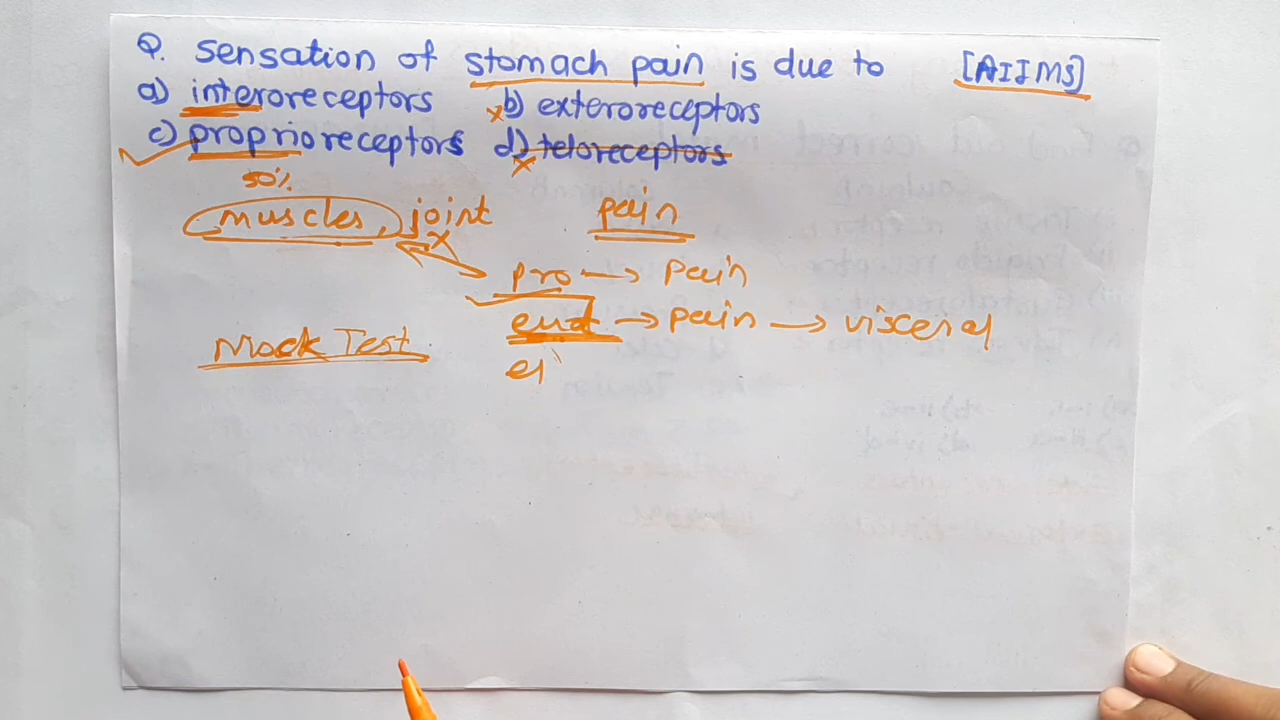 Q. sensation of stomach pain is due to [AIIMS]
a) interoreceptors b) exteroreceptors
c) proprioreceptors d) teloreceptors
50%
muscles, joint pain
pro → pain
end → pain → visceral
Mock Test